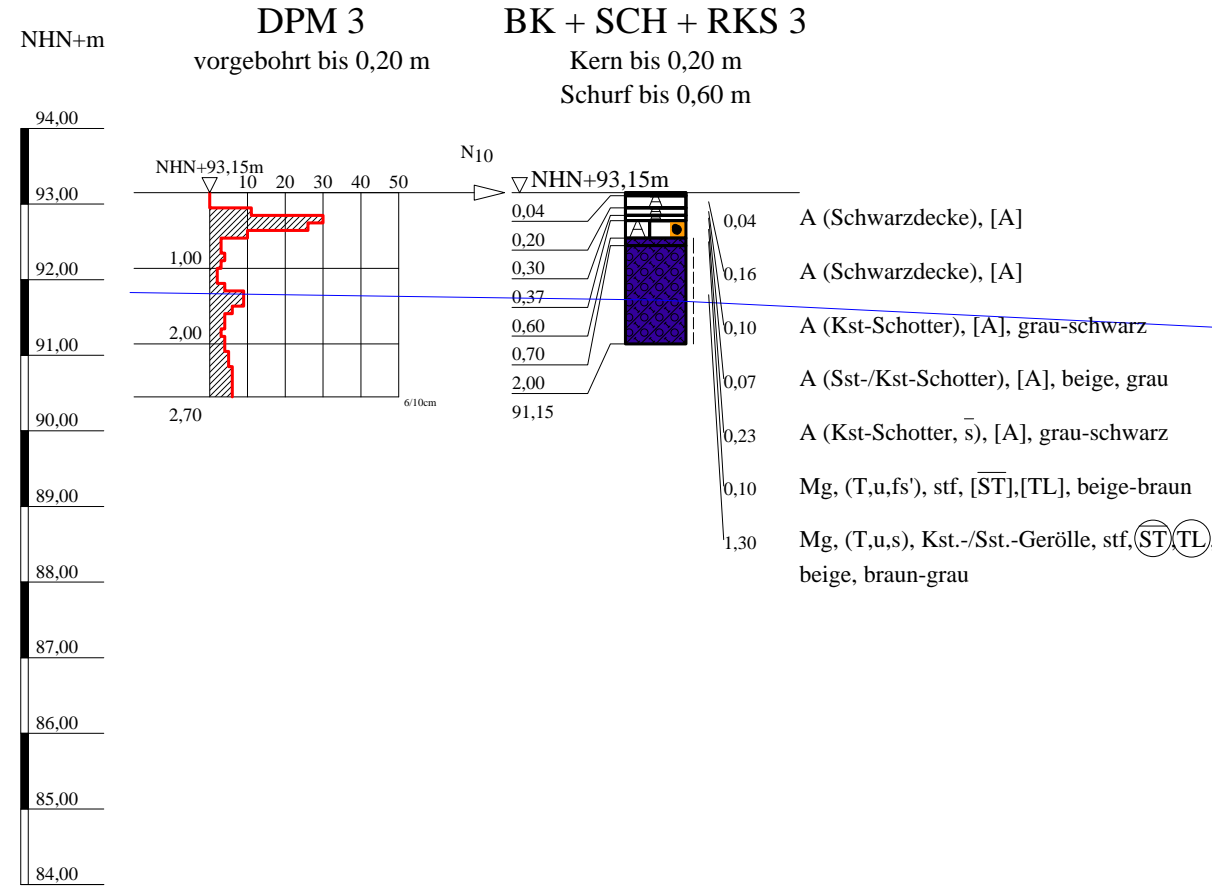 NHN+m
DPM 3
vorgebohrt bis 0,20 m
BK + SCH + RKS 3
Kern bis 0,20 m
Schurf bis 0,60 m
94,00
93,00
92,00
91,00
90,00
89,00
88,00
87,00
86,00
85,00
84,00
NHN+93,15m
10 20 30 40 50
N10
1,00
2,00
2,70
6/10cm
NHN+93,15m
0,04
0,20
0,30
0,37
0,60
0,70
2,00
91,15
A
A
A
0,04 A (Schwarzdecke), [A]
0,16 A (Schwarzdecke), [A]
0,10 A (Kst-Schotter), [A], grau-schwarz
0,07 A (Sst-/Kst-Schotter), [A], beige, grau
0,23 A (Kst-Schotter, s̅), [A], grau-schwarz
0,10 Mg, (T,u,fs'), stf, [S̅T̅],[TL], beige-braun
1,30 Mg, (T,u,s), Kst.-/Sst.-Gerölle, stf, S̅T̅, TL,
beige, braun-grau